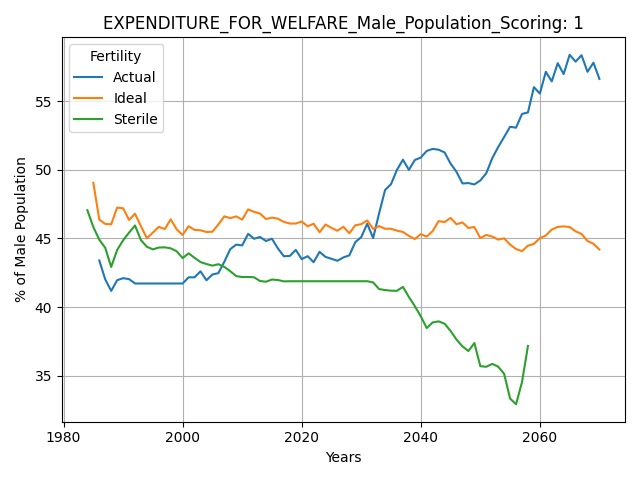 EXPENDITURE_FOR_WELFARE_Male_Population_Scoring: 1
Fertility
Actual
Ideal
Sterile
% of Male Population
55
50
45
40
35
1980
2000
2020
2040
2060
Years